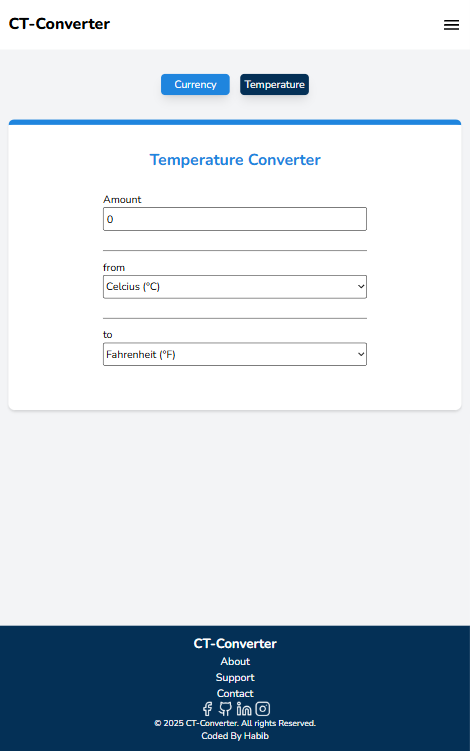 CT-Converter
Currency Temperature
Temperature Converter
Amount
0
from
Celcius (°C)
to
Fahrenheit (°F)
CT-Converter
About
Support
Contact
© 2025 CT-Converter. All rights Reserved.
Coded By Habib